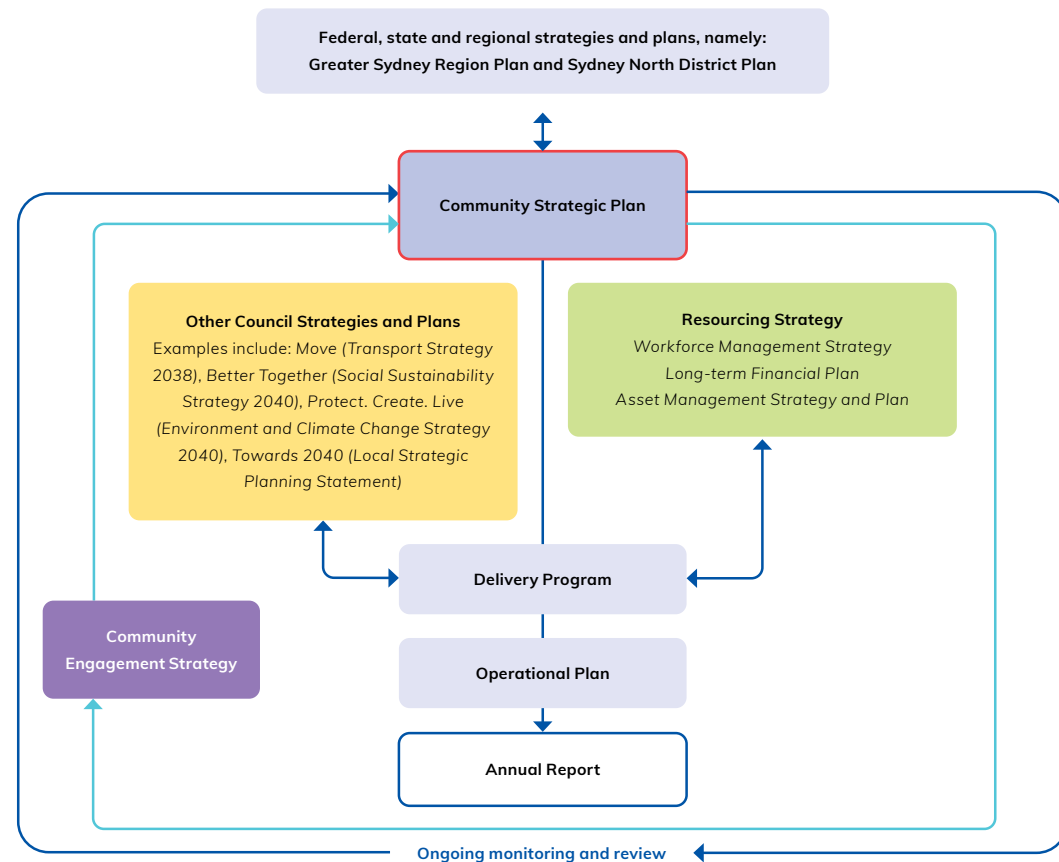 Federal, state and regional strategies and plans, namely:
Greater Sydney Region Plan and Sydney North District Plan
Community Strategic Plan
Other Council Strategies and Plans
Examples include: Move (Transport Strategy
2038), Better Together (Social Sustainability
Strategy 2040), Protect. Create. Live
(Environment and Climate Change Strategy
2040), Towards 2040 (Local Strategic
Planning Statement)
Resourcing Strategy
Workforce Management Strategy
Long-term Financial Plan
Asset Management Strategy and Plan
Delivery Program
Community
Engagement Strategy
Operational Plan
Annual Report
Ongoing monitoring and review